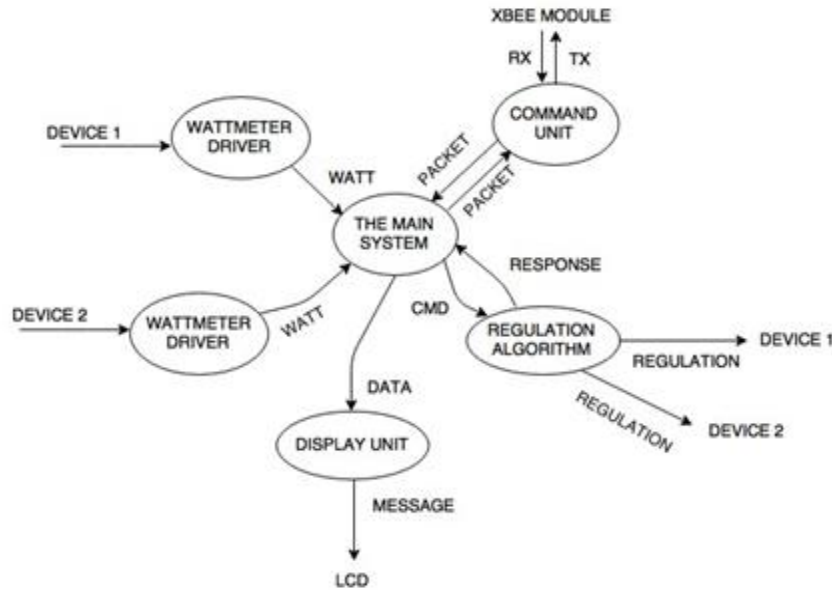 XBEE MODULE
RX
TX
COMMAND
UNIT
DEVICE 1
WATTMETER
DRIVER
WATT
PACKET
PACKET
THE MAIN
SYSTEM
RESPONSE
DEVICE 2
WATTMETER
DRIVER
WATT
CMD
REGULATION
ALGORITHM
REGULATION
DEVICE 1
REGULATION
DEVICE 2
DATA
DISPLAY UNIT
MESSAGE
LCD